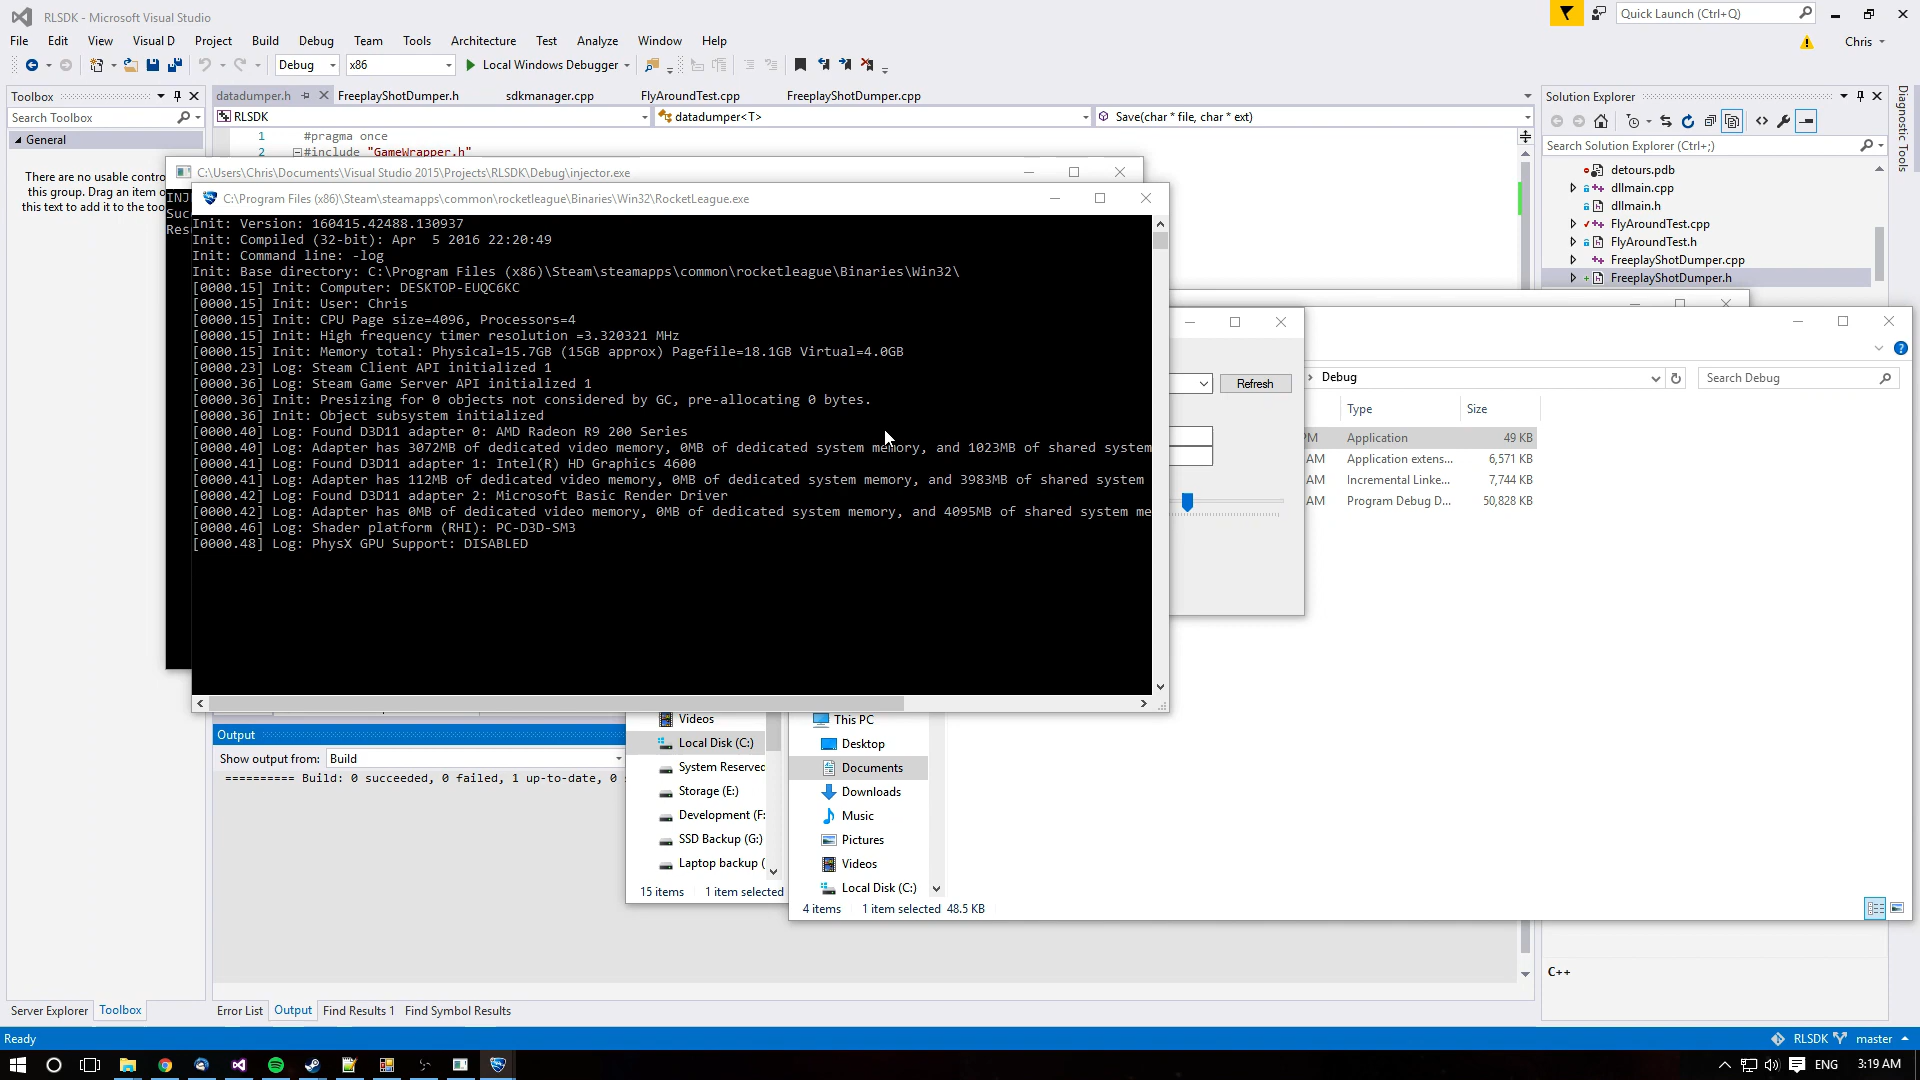 RLSDK - Microsoft Visual Studio
Quick Launch (Ctrl+Q)
File Edit View Visual D Project Build Debug Team Tools Architecture Test Analyze Window Help
Chris
Debug x86 Local Windows Debugger
Toolbox
datadumper.h FreeplayShotDumper.h sdkmanager.cpp FlyAroundTest.cpp FreeplayShotDumper.cpp
Solution Explorer
Diagnostic Tools
Search Toolbox
RLSDK datadumper<T> Save(char * file, char * ext)
General
1 #pragma once
2 #include "GameWrapper.h"
Search Solution Explorer (Ctrl+;)
There are no usable contro
this group. Drag an item o
this text to add it to the too
detours.pdb
dllmain.cpp
dllmain.h
FlyAroundTest.cpp
FlyAroundTest.h
FreeplayShotDumper.cpp
FreeplayShotDumper.h
C:\Users\Chris\Documents\Visual Studio 2015\Projects\RLSDK\Debug\injector.exe
INJ
Suc
Res
C:\Program Files (x86)\Steam\steamapps\common\rocketleague\Binaries\Win32\RocketLeague.exe
Init: Version: 160415.42488.130937
Init: Compiled (32-bit): Apr  5 2016 22:20:49
Init: Command line: -log
Init: Base directory: C:\Program Files (x86)\Steam\steamapps\common\rocketleague\Binaries\Win32\
[0000.15] Init: Computer: DESKTOP-EUQC6KC
[0000.15] Init: User: Chris
[0000.15] Init: CPU Page size=4096, Processors=4
[0000.15] Init: High frequency timer resolution =3.320321 MHz
[0000.15] Init: Memory total: Physical=15.7GB (15GB approx) Pagefile=18.1GB Virtual=4.0GB
[0000.23] Log: Steam Client API initialized 1
[0000.36] Log: Steam Game Server API initialized 1
[0000.36] Init: Presizing for 0 objects not considered by GC, pre-allocating 0 bytes.
[0000.36] Init: Object subsystem initialized
[0000.40] Log: Found D3D11 adapter 0: AMD Radeon R9 200 Series
[0000.40] Log: Adapter has 3072MB of dedicated video memory, 0MB of dedicated system memory, and 1023MB of shared system
[0000.41] Log: Found D3D11 adapter 1: Intel(R) HD Graphics 4600
[0000.41] Log: Adapter has 112MB of dedicated video memory, 0MB of dedicated system memory, and 3983MB of shared system
[0000.42] Log: Found D3D11 adapter 2: Microsoft Basic Render Driver
[0000.42] Log: Adapter has 0MB of dedicated video memory, 0MB of dedicated system memory, and 4095MB of shared system me
[0000.46] Log: Shader platform (RHI): PC-D3D-SM3
[0000.48] Log: PhysX GPU Support: DISABLED
Refresh
Debug
Search Debug
Type Size
PM Application 49 KB
AM Application extens... 6,571 KB
AM Incremental Linke... 7,744 KB
AM Program Debug D... 50,828 KB
Output
Show output from: Build
========== Build: 0 succeeded, 0 failed, 1 up-to-date, 0 s
Videos
Local Disk (C:)
System Reserved
Storage (E:)
Development (F:
SSD Backup (G:)
Laptop backup (
15 items 1 item selected
This PC
Desktop
Documents
Downloads
Music
Pictures
Videos
Local Disk (C:)
4 items 1 item selected 48.5 KB
C++
Server Explorer Toolbox
Error List Output Find Results 1 Find Symbol Results
Ready
RLSDK master
ENG 3:19 AM